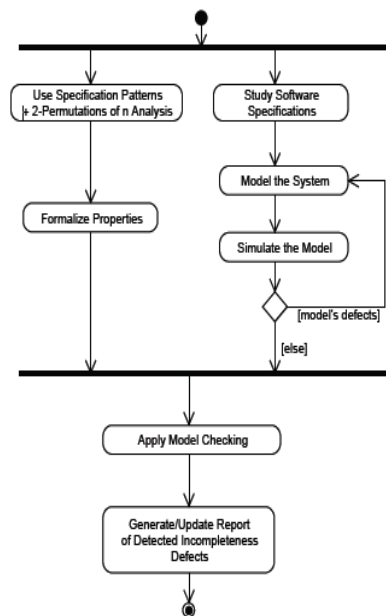 Use Specification Patterns
+ 2-Permutations of n Analysis
Formalize Properties
Study Software
Specifications
Model the System
Simulate the Model
[model's defects]
[else]
Apply Model Checking
Generate/Update Report
of Detected Incompleteness
Defects